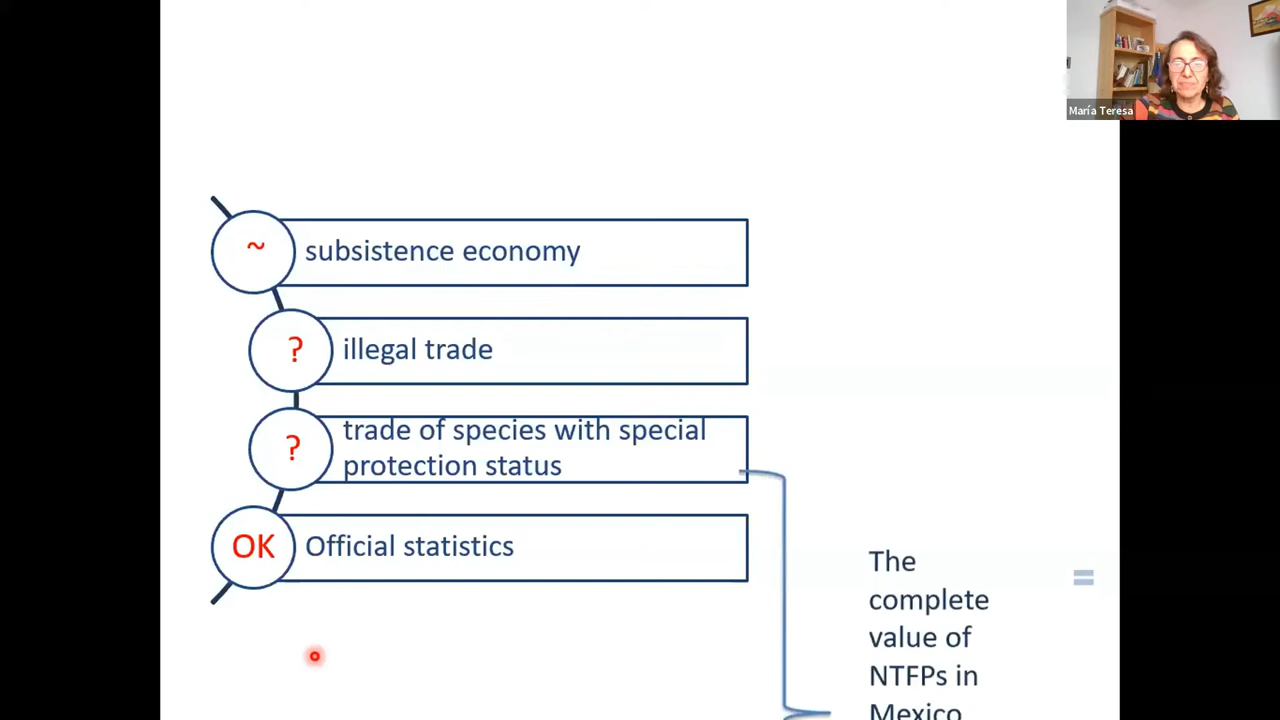 María Teresa
~ subsistence economy
? illegal trade
? trade of species with special
protection status
OK Official statistics
The
complete
value of
NTFPs in
Mexico
=